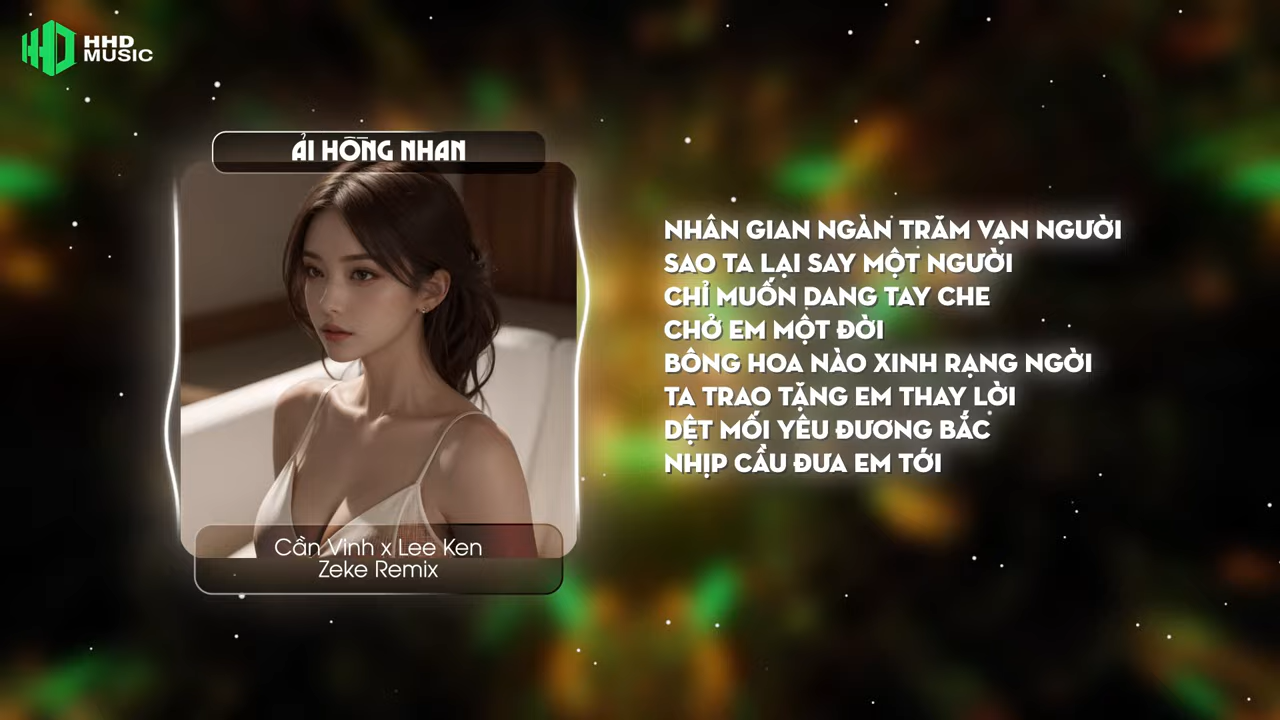 HHD
MUSIC
ẢI HỒNG NHAN
NHÂN GIAN NGÀN TRĂM VẠN NGƯỜI
SAO TA LẠI SAY MỘT NGƯỜI
CHỈ MUỐN DANG TAY CHE
CHỞ EM MỘT ĐỜI
BÔNG HOA NÀO XINH RẠNG NGỜI
TA TRAO TẶNG EM THAY LỜI
DỆT MỐI YÊU ĐƯƠNG BẮC
NHỊP CẦU ĐƯA EM TỚI
Cần Vinh x Lee Ken
Zeke Remix